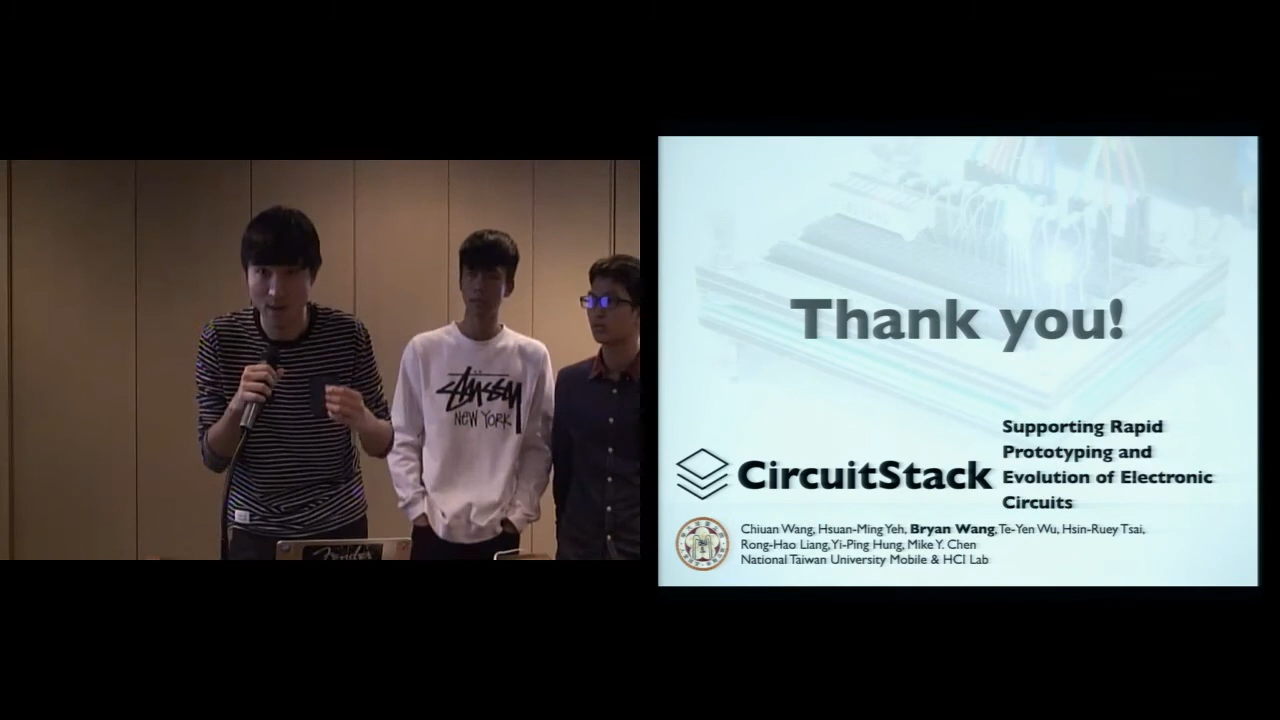 STÜSSY
NEW YORK
Fender
Thank you!
CircuitStack
Supporting Rapid
Prototyping and
Evolution of Electronic
Circuits
Chiuan Wang, Hsuan-Ming Yeh, Bryan Wang, Te-Yen Wu, Hsin-Ruey Tsai,
Rong-Hao Liang, Yi-Ping Hung, Mike Y. Chen
National Taiwan University Mobile & HCI Lab